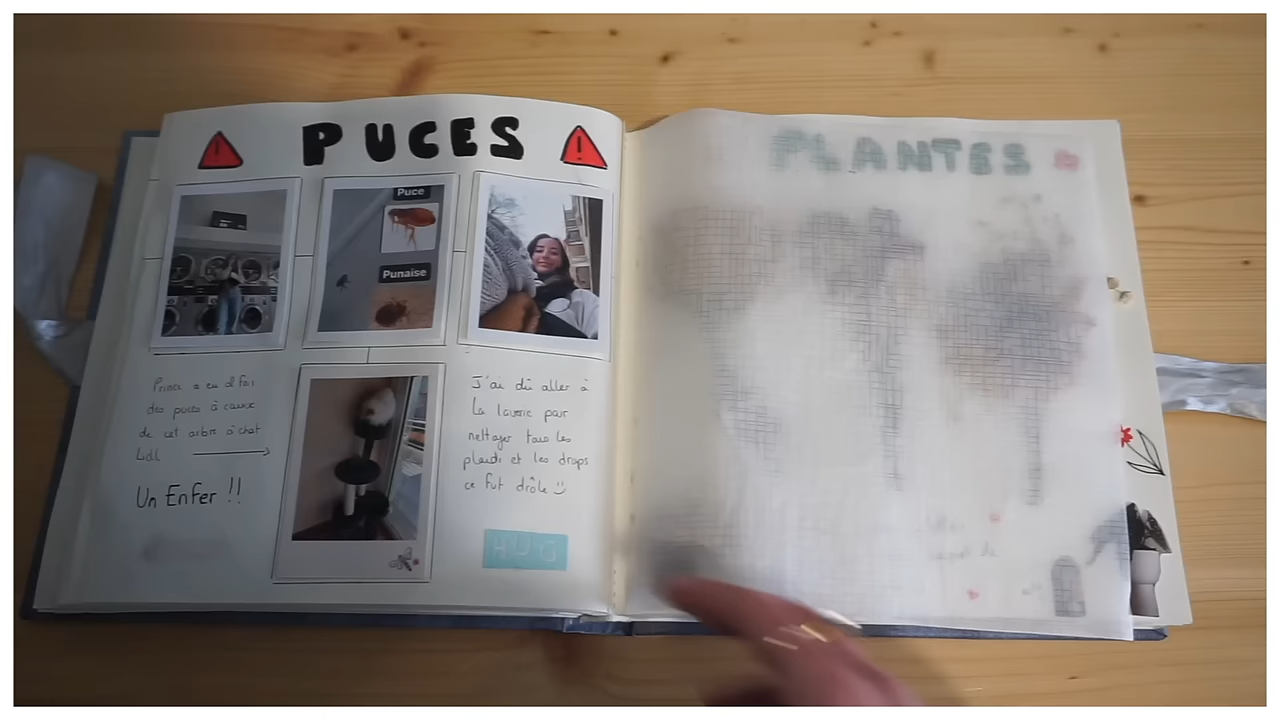 PUCES
Puce
Punaise
Prince a eu 2 fois
des puces à cause
de cet arbre à chat
Lidl
Un Enfer !!
J'ai dû aller à
la laverie pour
nettoyer tous les
plaids et les draps
ce fut drôle
HUG
PLANTES